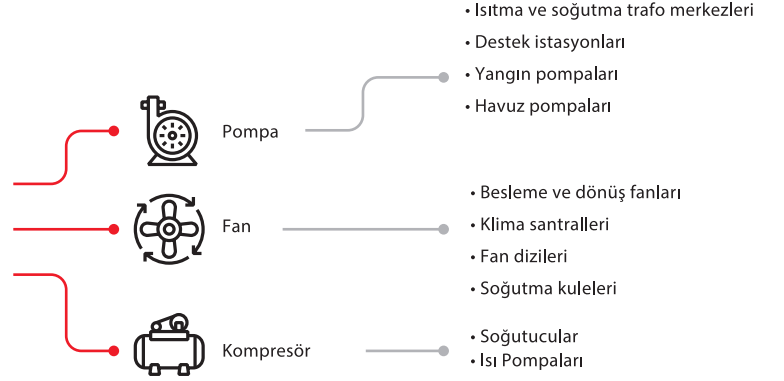 • Isıtma ve soğutma trafo merkezleri
• Destek istasyonları
• Yangın pompaları
• Havuz pompaları
Pompa
• Besleme ve dönüş fanları
• Klima santralleri
• Fan dizileri
• Soğutma kuleleri
Fan
• Soğutucular
• Isı Pompaları
Kompresör